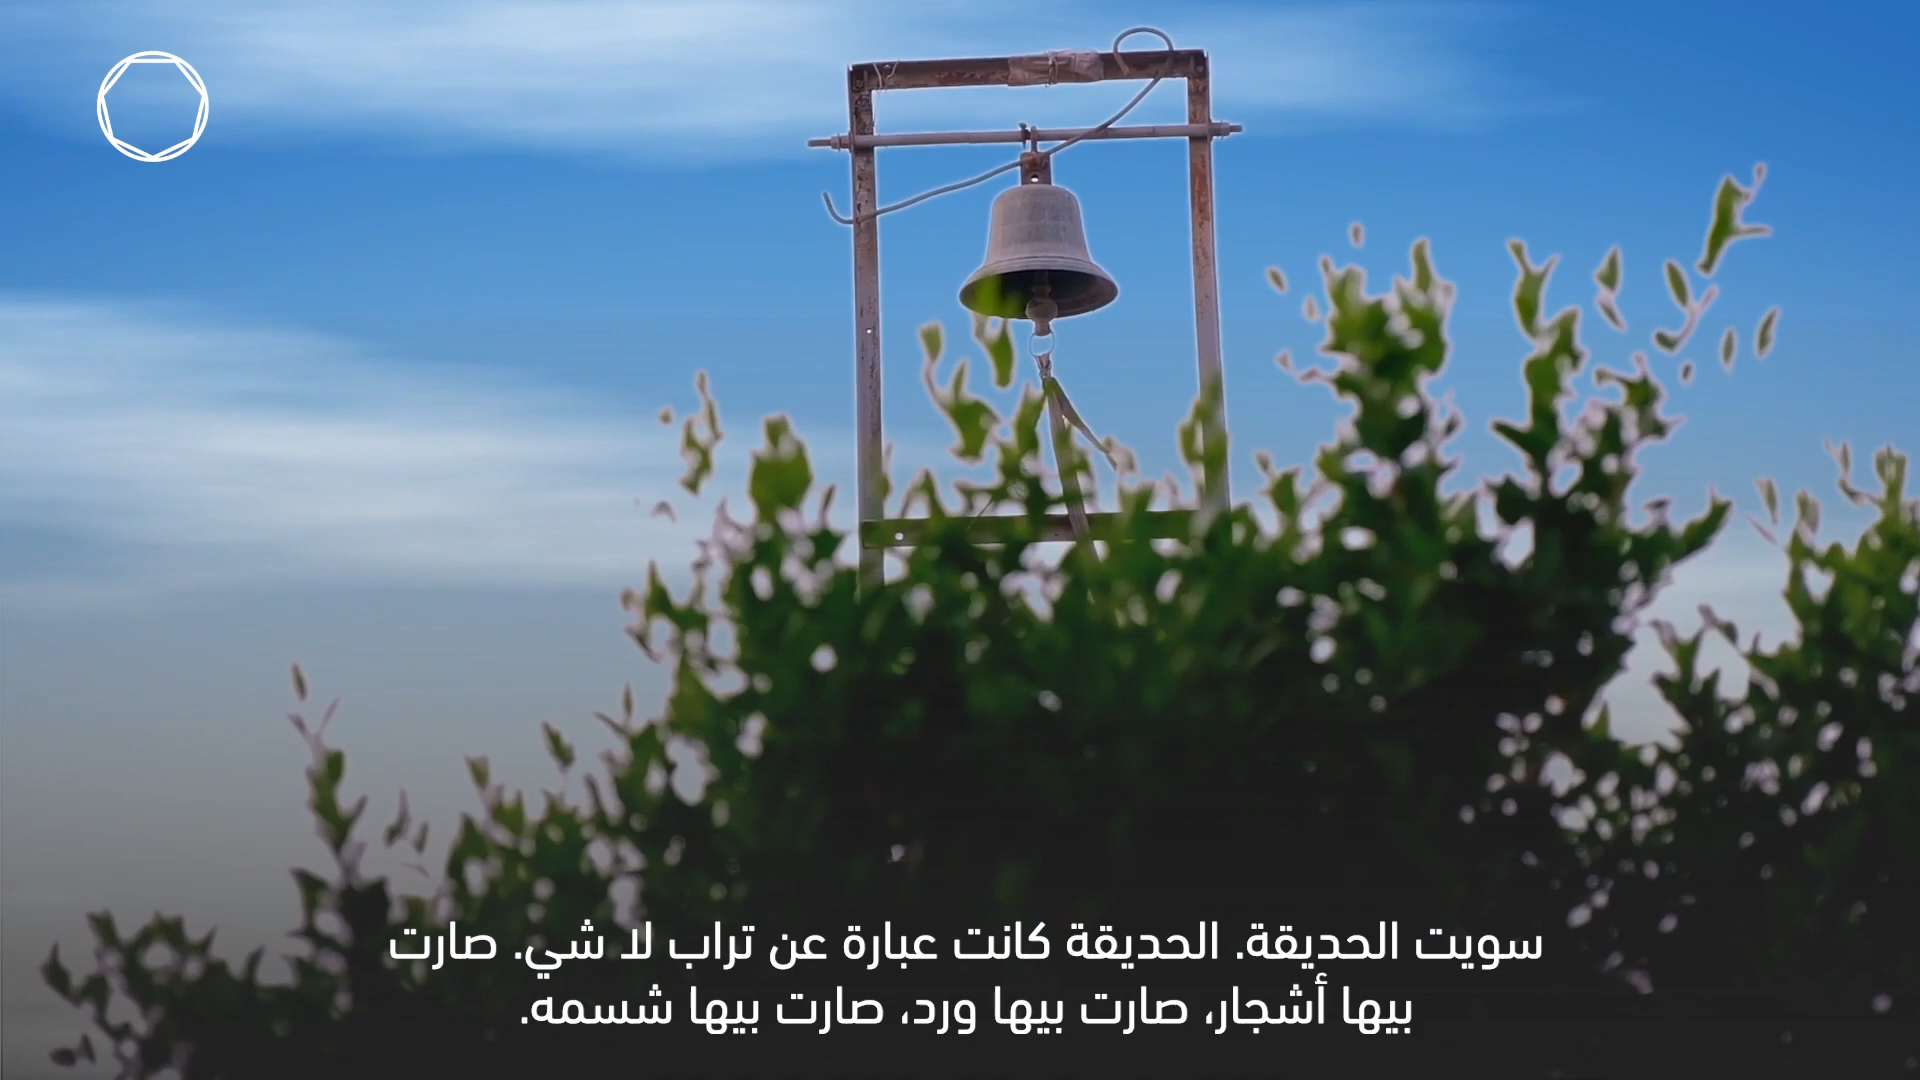 سويت الحديقة. الحديقة كانت عبارة عن تراب لا شي. صارت
بيها أشجار، صارت بيها ورد، صارت بيها شسمه.